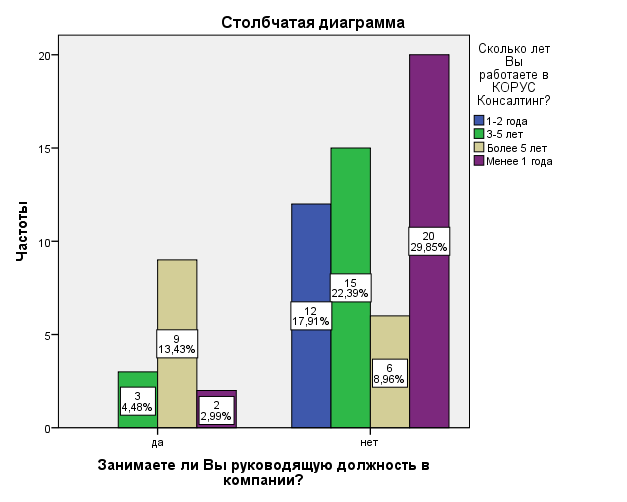 Столбчатая диаграмма
Сколько лет
Вы
работаете в
КОРУС
Консалтинг?
1-2 года
3-5 лет
Более 5 лет
Менее 1 года
Частоты
20
15
10
5
0
3
4,48%
9
13,43%
2
2,99%
12
17,91%
15
22,39%
6
8,96%
20
29,85%
да
нет
Занимаете ли Вы руководящую должность в
компании?